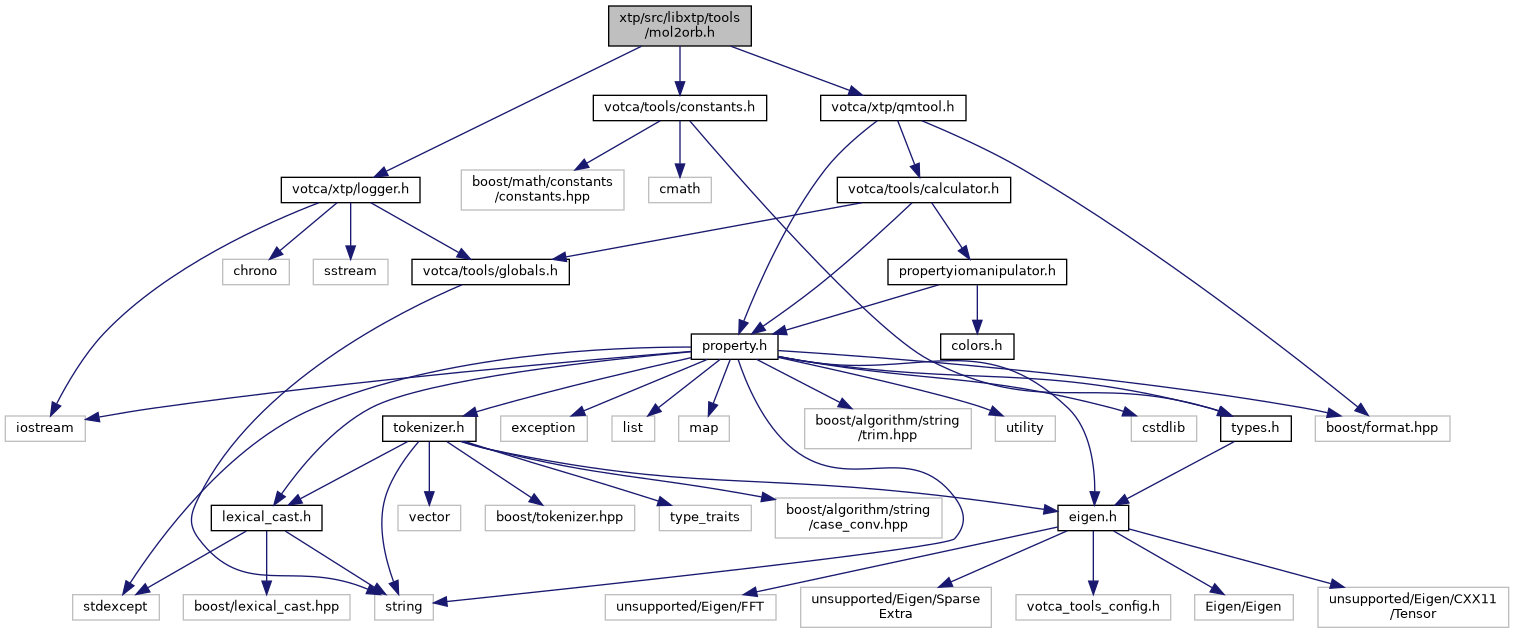 xtp/src/libxtp/tools
/mol2orb.h
votca/tools/constants.h
votca/xtp/qmtool.h
votca/xtp/logger.h
boost/math/constants
/constants.hpp
cmath
votca/tools/calculator.h
chrono
sstream
votca/tools/globals.h
propertyiomanipulator.h
property.h
colors.h
iostream
tokenizer.h
exception
list
map
boost/algorithm/string
/trim.hpp
utility
cstdlib
types.h
boost/format.hpp
lexical_cast.h
vector
boost/tokenizer.hpp
type_traits
boost/algorithm/string
/case_conv.hpp
eigen.h
stdexcept
boost/lexical_cast.hpp
string
unsupported/Eigen/FFT
unsupported/Eigen/Sparse
Extra
votca_tools_config.h
Eigen/Eigen
unsupported/Eigen/CXX11
/Tensor